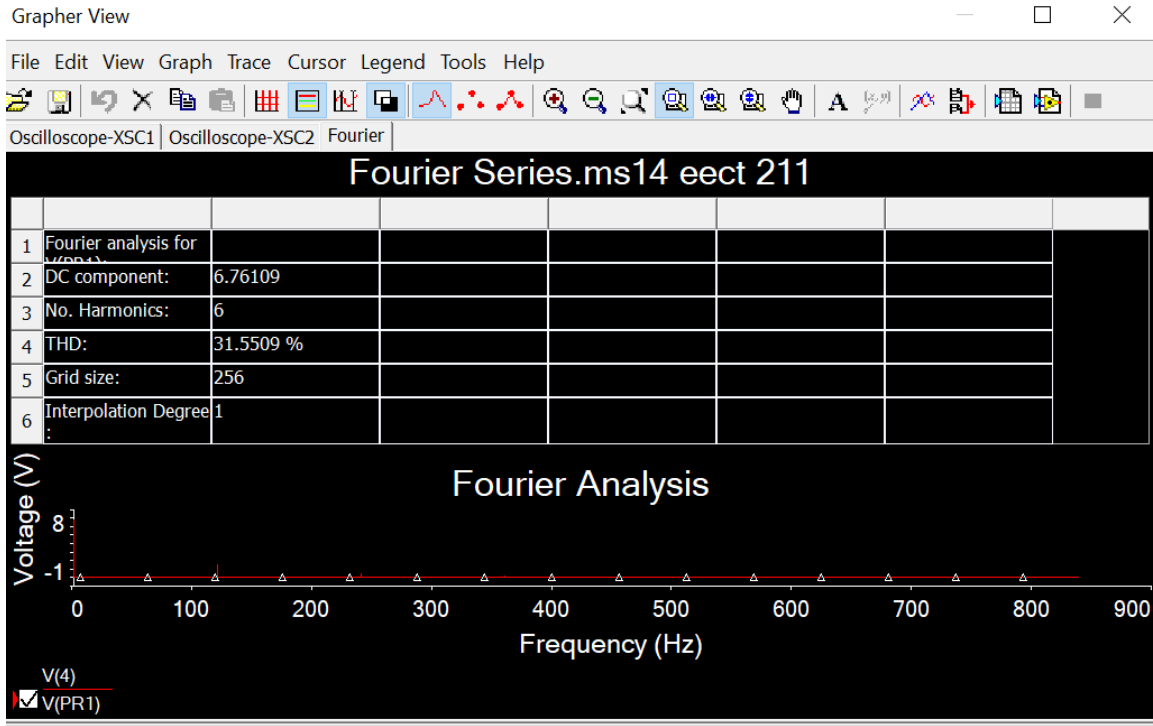 Grapher View
File Edit View Graph Trace Cursor Legend Tools Help
A (x,y)
Oscilloscope-XSC1 Oscilloscope-XSC2 Fourier
Fourier Series.ms14 eect 211
1 Fourier analysis for
V(PR1):
2 DC component: 6.76109
3 No. Harmonics: 6
4 THD: 31.5509 %
5 Grid size: 256
6 Interpolation Degree 1
:
Fourier Analysis
Voltage (V)
8
-1
0 100 200 300 400 500 600 700 800 900
Frequency (Hz)
V(4)
V(PR1)